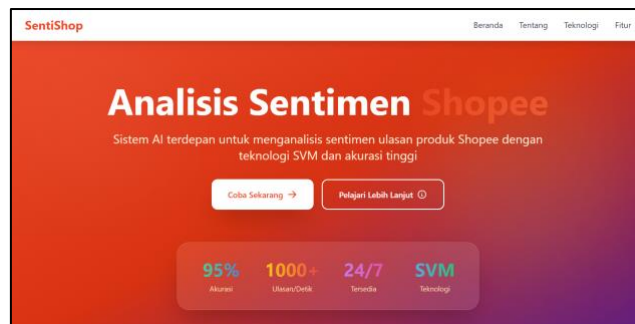 SentiShop
Beranda Tentang Teknologi Fitur
Analisis Sentimen Shopee
Sistem AI terdepan untuk menganalisis sentimen ulasan produk Shopee dengan
teknologi SVM dan akurasi tinggi
Coba Sekarang →
Pelajari Lebih Lanjut
95% 1000+ 24/7 SVM
Akurasi Ulasan/Detik Tersedia Teknologi